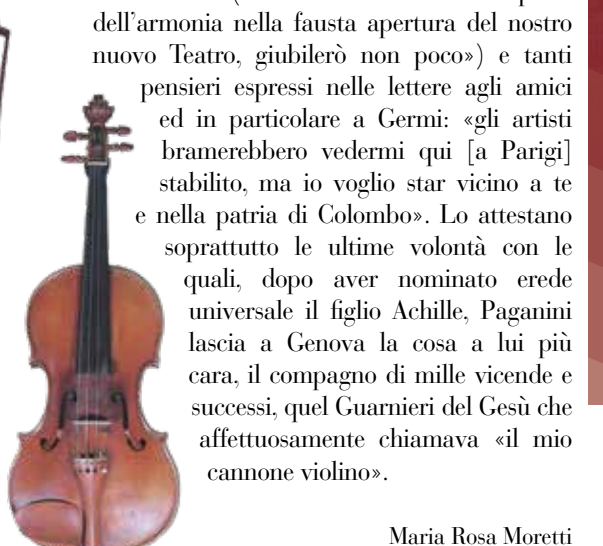 dell'armonia nella fausta apertura del nostro
nuovo Teatro, giubilerò non poco») e tanti
pensieri espressi nelle lettere agli amici
ed in particolare a Germi: «gli artisti
bramerebbero vedermi qui [a Parigi]
stabilito, ma io voglio star vicino a te
e nella patria di Colombo». Lo attestano
soprattutto le ultime volontà con le
quali, dopo aver nominato erede
universale il figlio Achille, Paganini
lascia a Genova la cosa a lui più
cara, il compagno di mille vicende e
successi, quel Guarnieri del Gesù che
affettuosamente chiamava «il mio
cannone violino».
Maria Rosa Moretti